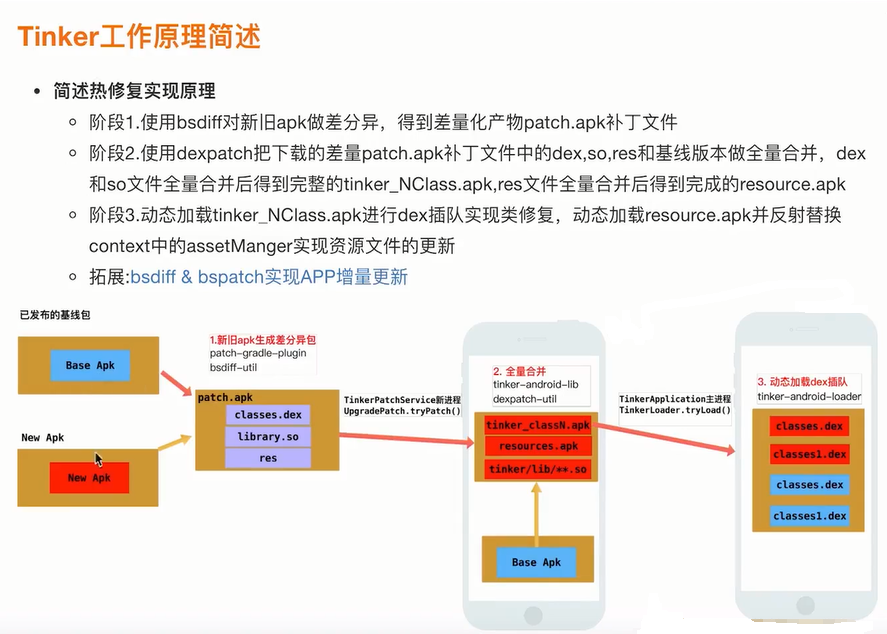 Tinker工作原理简述
简述热修复实现原理
阶段1.使用bsdiff对新旧apk做差分异，得到差量化产物patch.apk补丁文件
阶段2.使用dexpatch把下载的差量patch.apk补丁文件中的dex,so,res和基线版本做全量合并，dex
和so文件全量合并后得到完整的tinker_NClass.apk,res文件全量合并后得到完成的resource.apk
阶段3.动态加载tinker_NClass.apk进行dex插队实现类修复，动态加载resource.apk并反射替换
context中的assetManger实现资源文件的更新
拓展:bsdiff & bspatch实现APP增量更新
已发布的基线包
Base Apk
New Apk
New Apk
1.新旧apk生成差分异包
patch-gradle-plugin
bsdiff-util
patch.apk
classes.dex
library.so
res
TinkerPatchService新进程
UpgradePatch.tryPatch()
2. 全量合并
tinker-android-lib
dexpatch-util
tinker_classN.apk
resources.apk
tinker/lib/**.so
Base Apk
TinkerApplication主进程
TinkerLoader.tryLoad()
3. 动态加载dex插队
tinker-android-loader
classes.dex
classes1.dex
classes.dex
classes1.dex